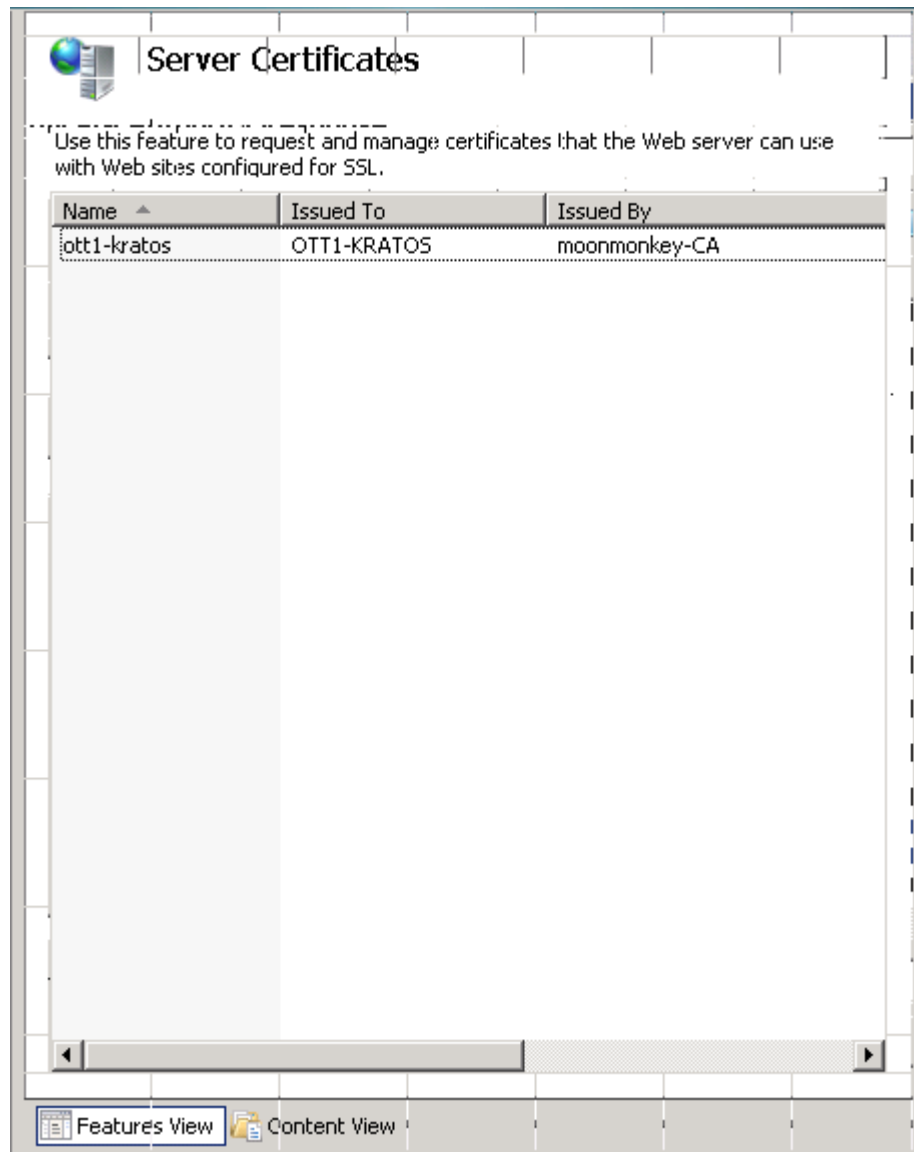 Server Certificates
Use this feature to request and manage certificates that the Web server can use
with Web sites configured for SSL.
Name Issued To Issued By
ott1-kratos OTT1-KRATOS moonmonkey-CA
Features View Content View